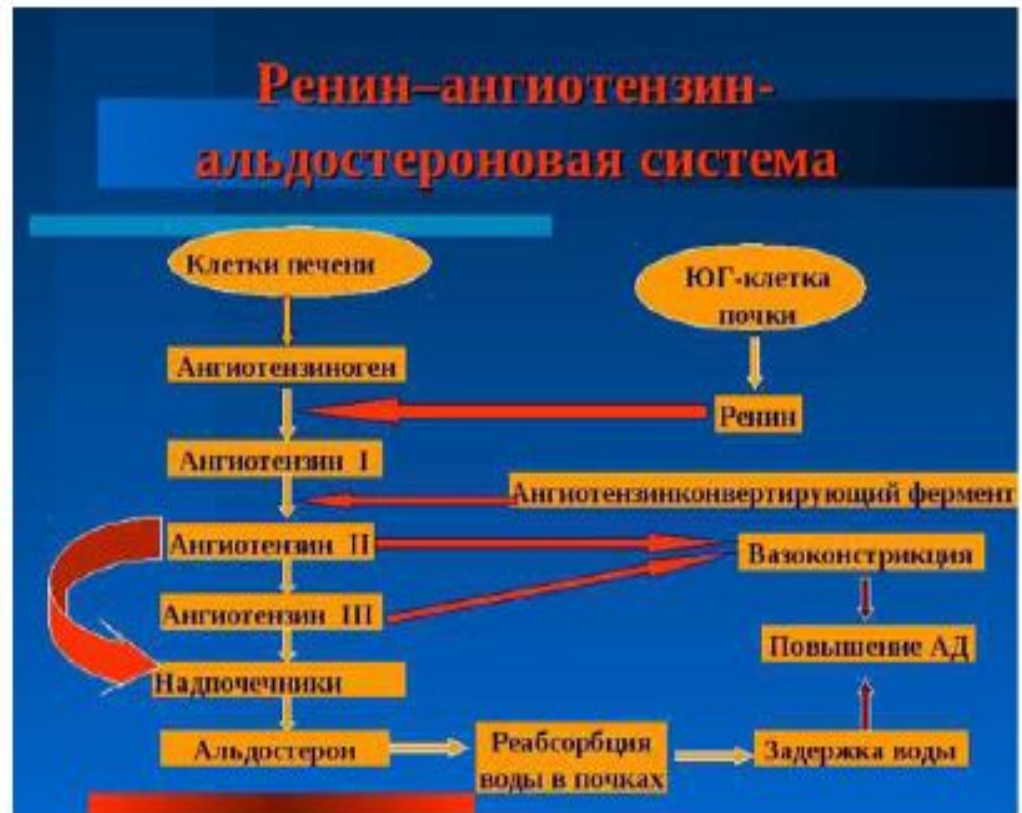 Ренин–ангиотензин-
альдостероновая система
Клетки печени
ЮГ-клетка
почки
Ангиотензиноген
Ренин
Ангиотензин I
Ангиотензинконвертирующий фермент
Ангиотензин II
Вазоконстрикция
Ангиотензин III
Повышение АД
Надпочечники
Альдостерон
Реабсорбция
воды в почках
Задержка воды